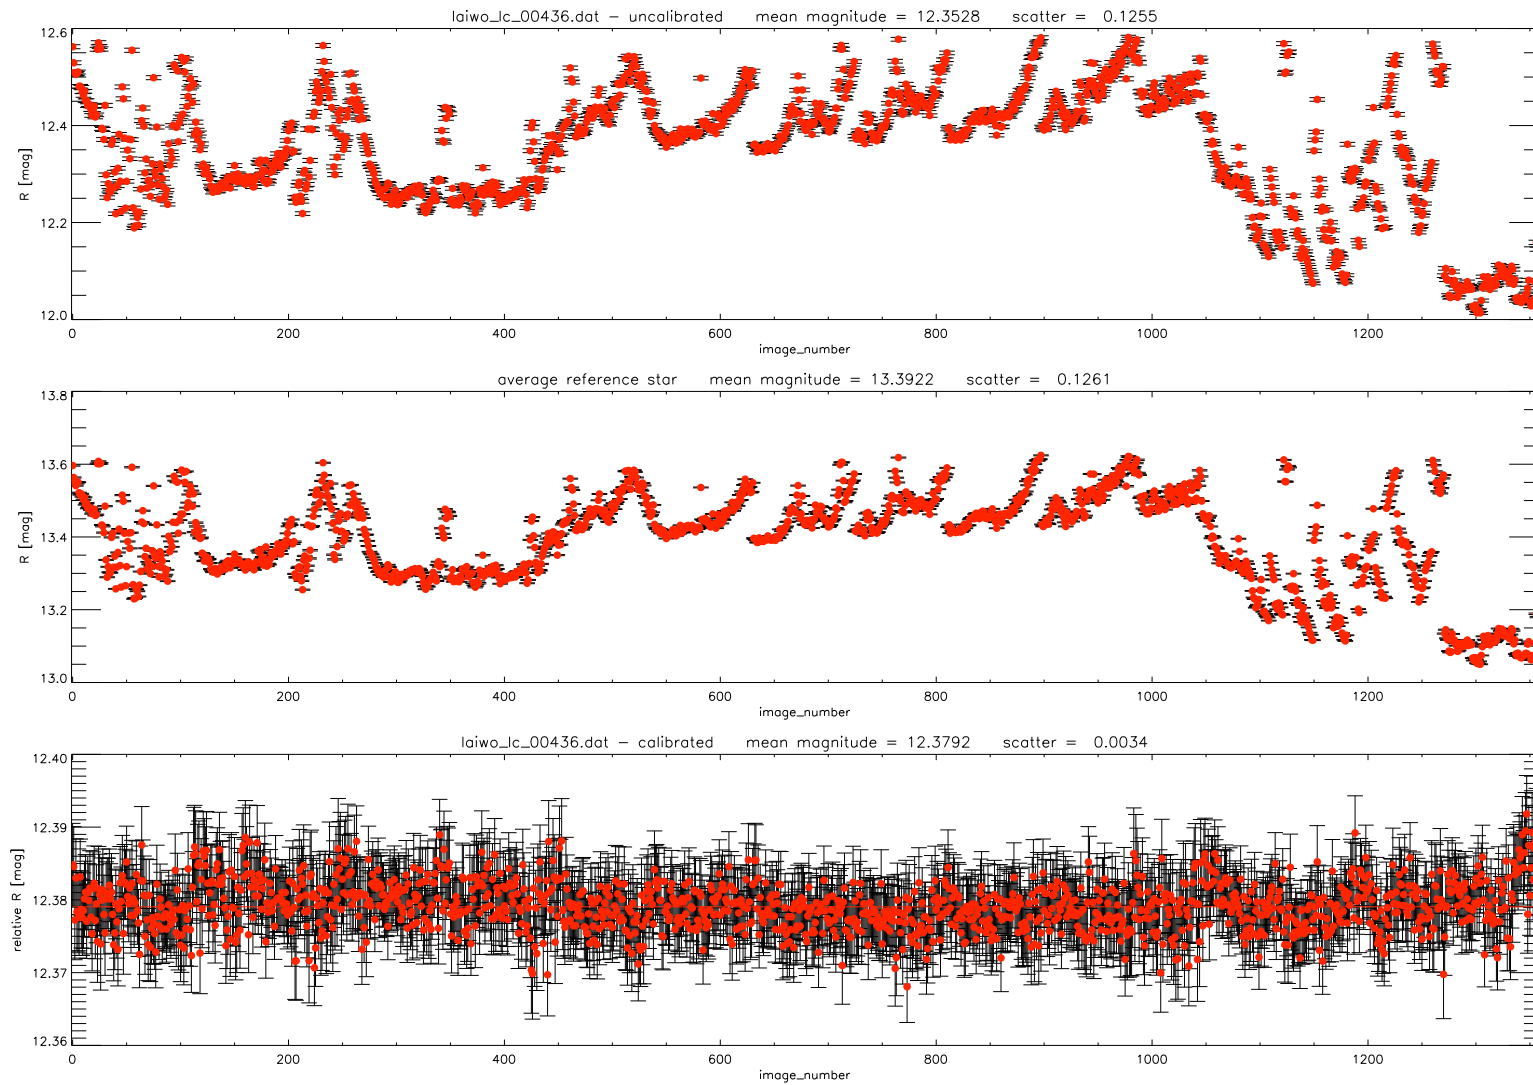 laiwo_lc_00436.dat − uncalibrated mean magnitude = 12.3528 scatter = 0.1255
12.6
12.4
12.2
12.0
R [mag]
0 200 400 600 800 1000 1200
image_number
average reference star mean magnitude = 13.3922 scatter = 0.1261
13.8
13.6
13.4
13.2
13.0
R [mag]
0 200 400 600 800 1000 1200
image_number
laiwo_lc_00436.dat − calibrated mean magnitude = 12.3792 scatter = 0.0034
12.40
12.39
12.38
12.37
12.36
relative R [mag]
0 200 400 600 800 1000 1200
image_number